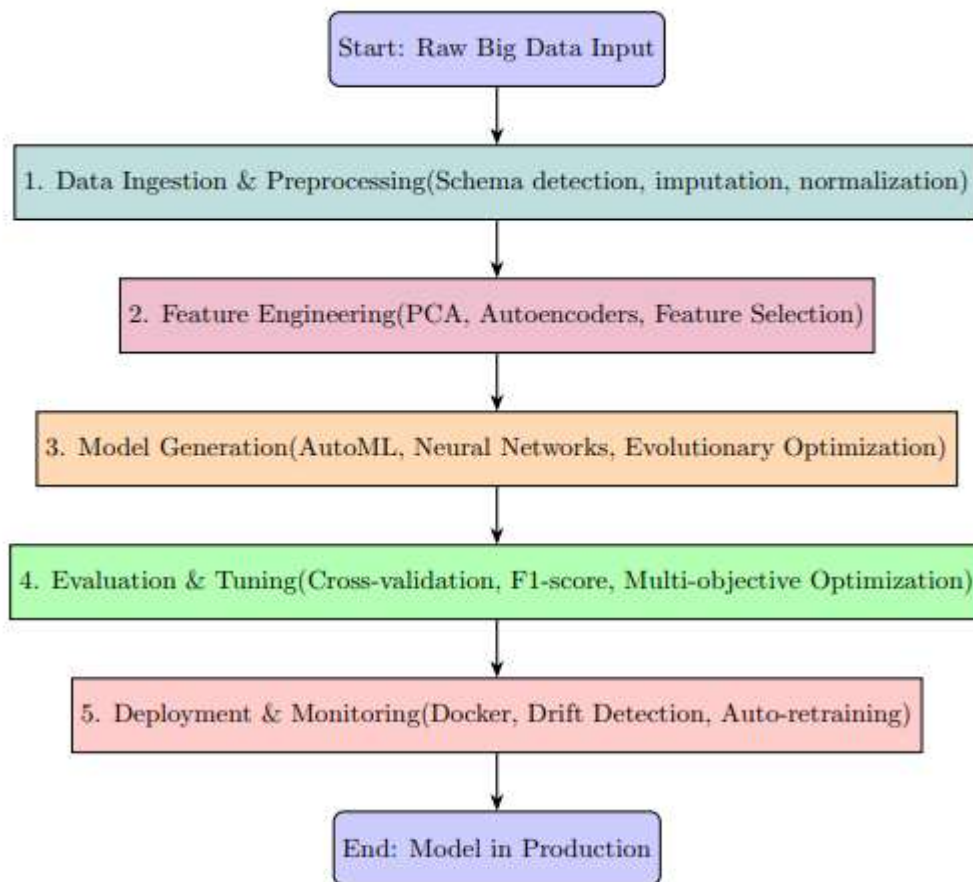 Start: Raw Big Data Input
1. Data Ingestion & Preprocessing(Schema detection, imputation, normalization)
2. Feature Engineering(PCA, Autoencoders, Feature Selection)
3. Model Generation(AutoML, Neural Networks, Evolutionary Optimization)
4. Evaluation & Tuning(Cross-validation, F1-score, Multi-objective Optimization)
5. Deployment & Monitoring(Docker, Drift Detection, Auto-retraining)
End: Model in Production